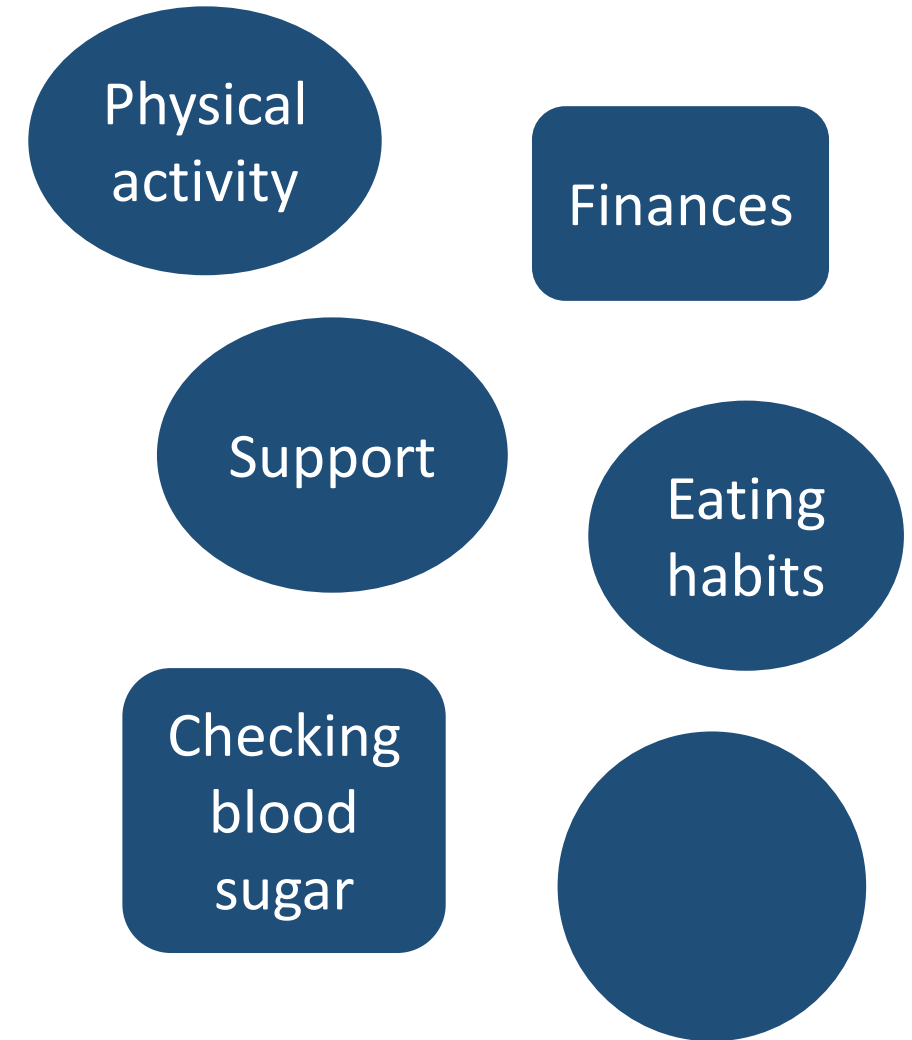 Physical
activity
Finances
Support
Eating
habits
Checking
blood
sugar